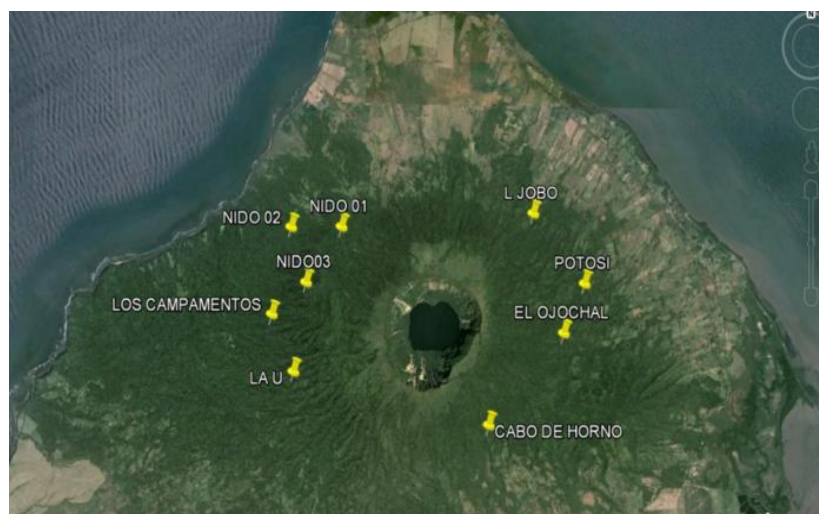 L JOBO
NIDO 02
NIDO 01
NIDO03
POTOSI
LOS CAMPAMENTOS
EL OJOCHAL
LA U
CABO DE HORNO